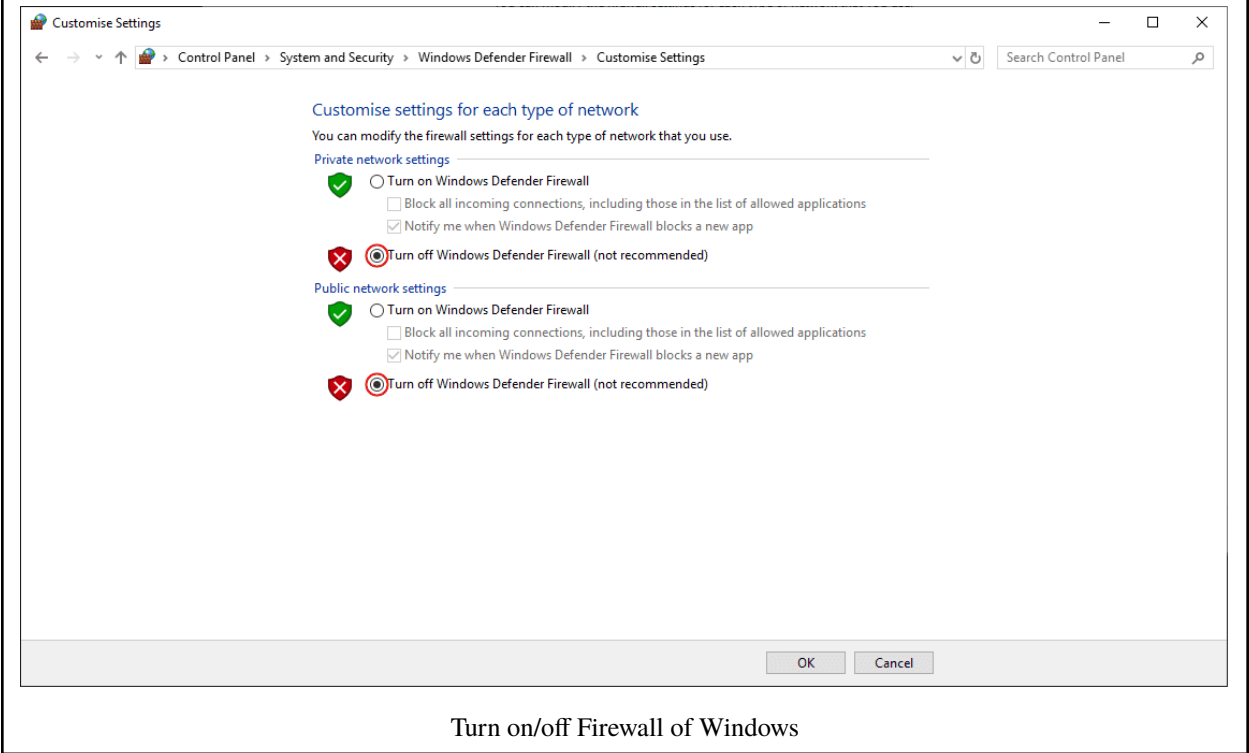 Customise Settings
Control Panel > System and Security > Windows Defender Firewall > Customise Settings
Search Control Panel
Customise settings for each type of network
You can modify the firewall settings for each type of network that you use.
Private network settings
Turn on Windows Defender Firewall
Block all incoming connections, including those in the list of allowed applications
Notify me when Windows Defender Firewall blocks a new app
Turn off Windows Defender Firewall (not recommended)
Public network settings
Turn on Windows Defender Firewall
Block all incoming connections, including those in the list of allowed applications
Notify me when Windows Defender Firewall blocks a new app
Turn off Windows Defender Firewall (not recommended)
OK Cancel
Turn on/off Firewall of Windows